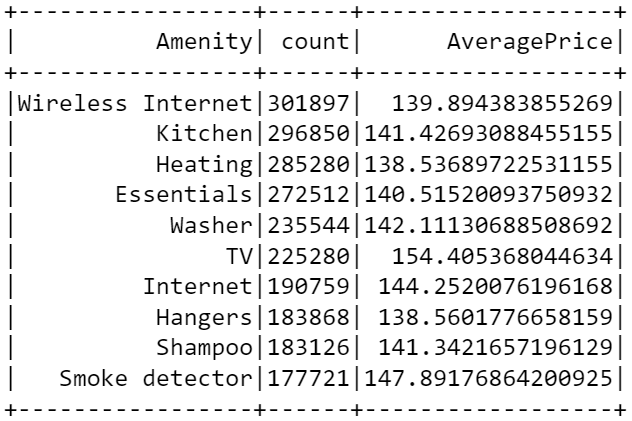 +-----------------+------+------------------+
|          Amenity| count|      AveragePrice|
+-----------------+------+------------------+
|Wireless Internet|301897|  139.894383855269|
|          Kitchen|296850|141.42693088455155|
|          Heating|285280|138.53689722531155|
|       Essentials|272512|140.51520093750932|
|           Washer|235544|142.11130688508692|
|               TV|225280|  154.405368044634|
|         Internet|190759| 144.2520076196168|
|          Hangers|183868| 138.5601776658159|
|          Shampoo|183126| 141.3421657196129|
|   Smoke detector|177721|147.89176864200925|
+-----------------+------+------------------+